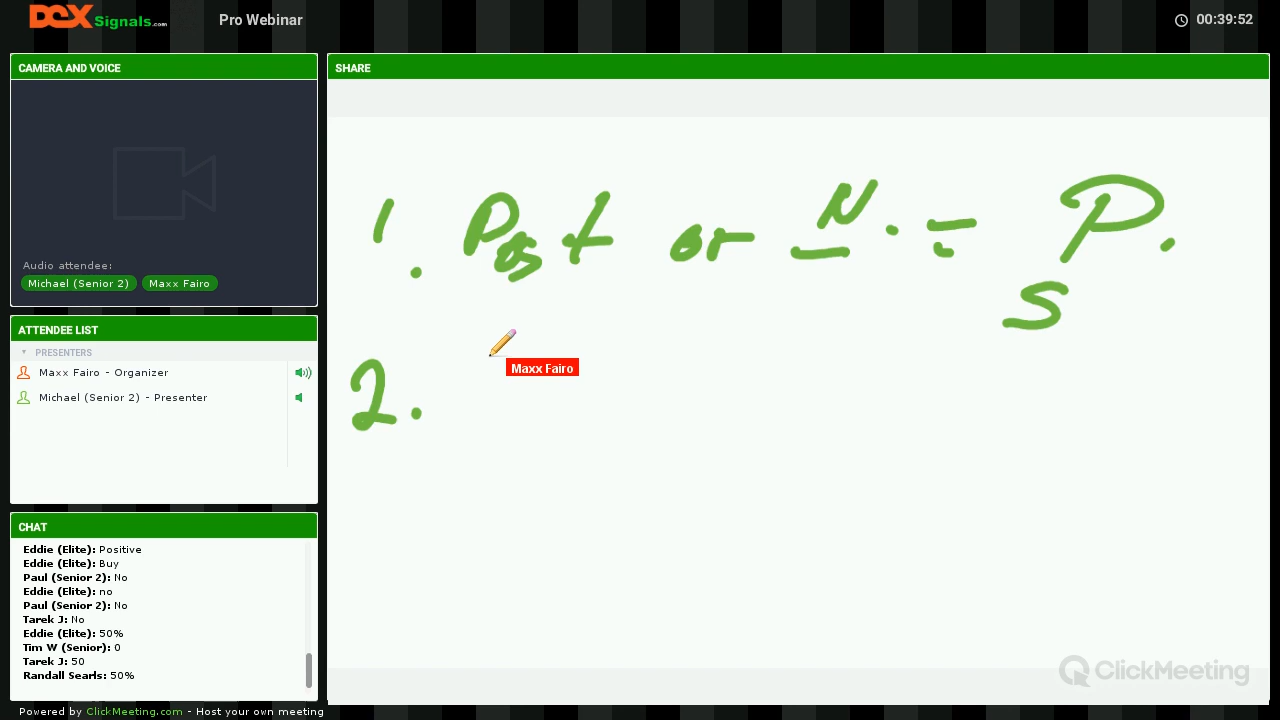 DEX Signals.com Pro Webinar 00:39:52
CAMERA AND VOICE
Audio attendee:
Michael (Senior 2) Maxx Fairo
ATTENDEE LIST
PRESENTERS
Maxx Fairo - Organizer
Michael (Senior 2) - Presenter
CHAT
Eddie (Elite): Positive
Eddie (Elite): Buy
Paul (Senior 2): No
Eddie (Elite): no
Paul (Senior 2): No
Tarek J: No
Eddie (Elite): 50%
Tim W (Senior): 0
Tarek J: 50
Randall Searls: 50%
Powered by ClickMeeting.com - Host your own meeting
SHARE
1. Post or N. = P.
S
Maxx Fairo
2.
ClickMeeting